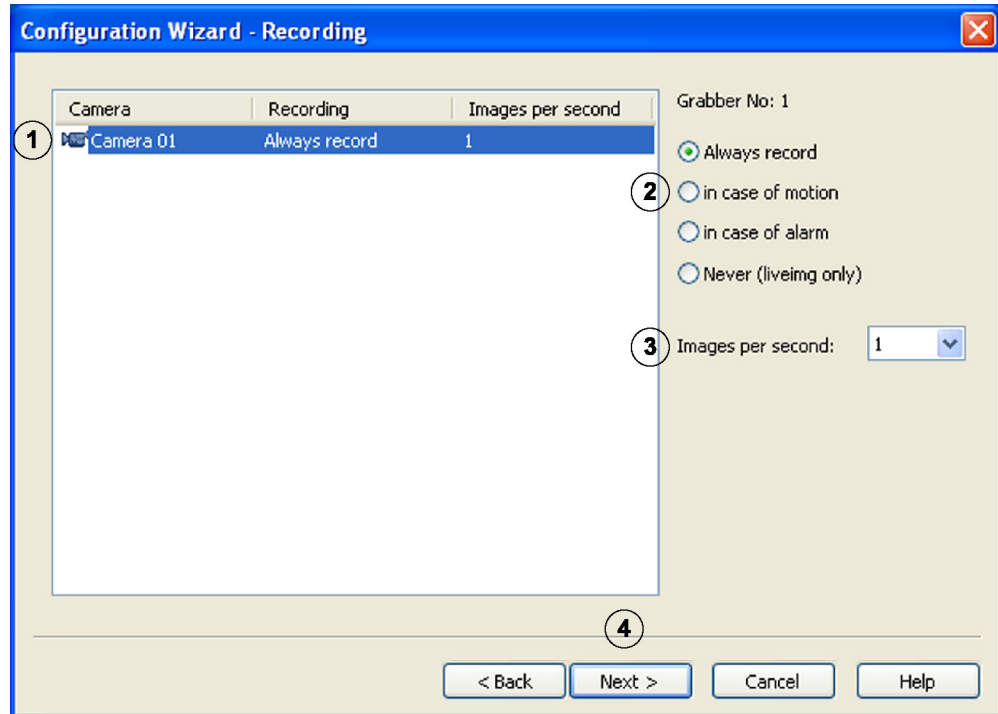 Configuration Wizard - Recording
Camera Recording Images per second
1 Camera 01 Always record 1
Grabber No: 1
Always record
2 in case of motion
in case of alarm
Never (liveimg only)
3 Images per second: 1
4
< Back Next > Cancel Help